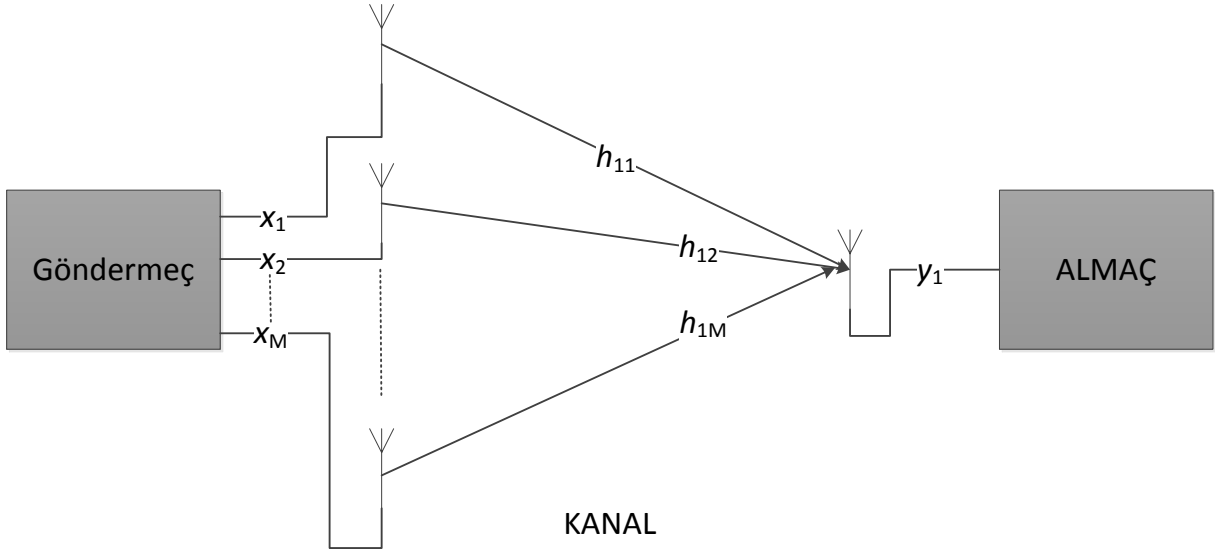 h11
x1
h12
Göndermeç
x2
y1
ALMAÇ
xM
h1M
KANAL